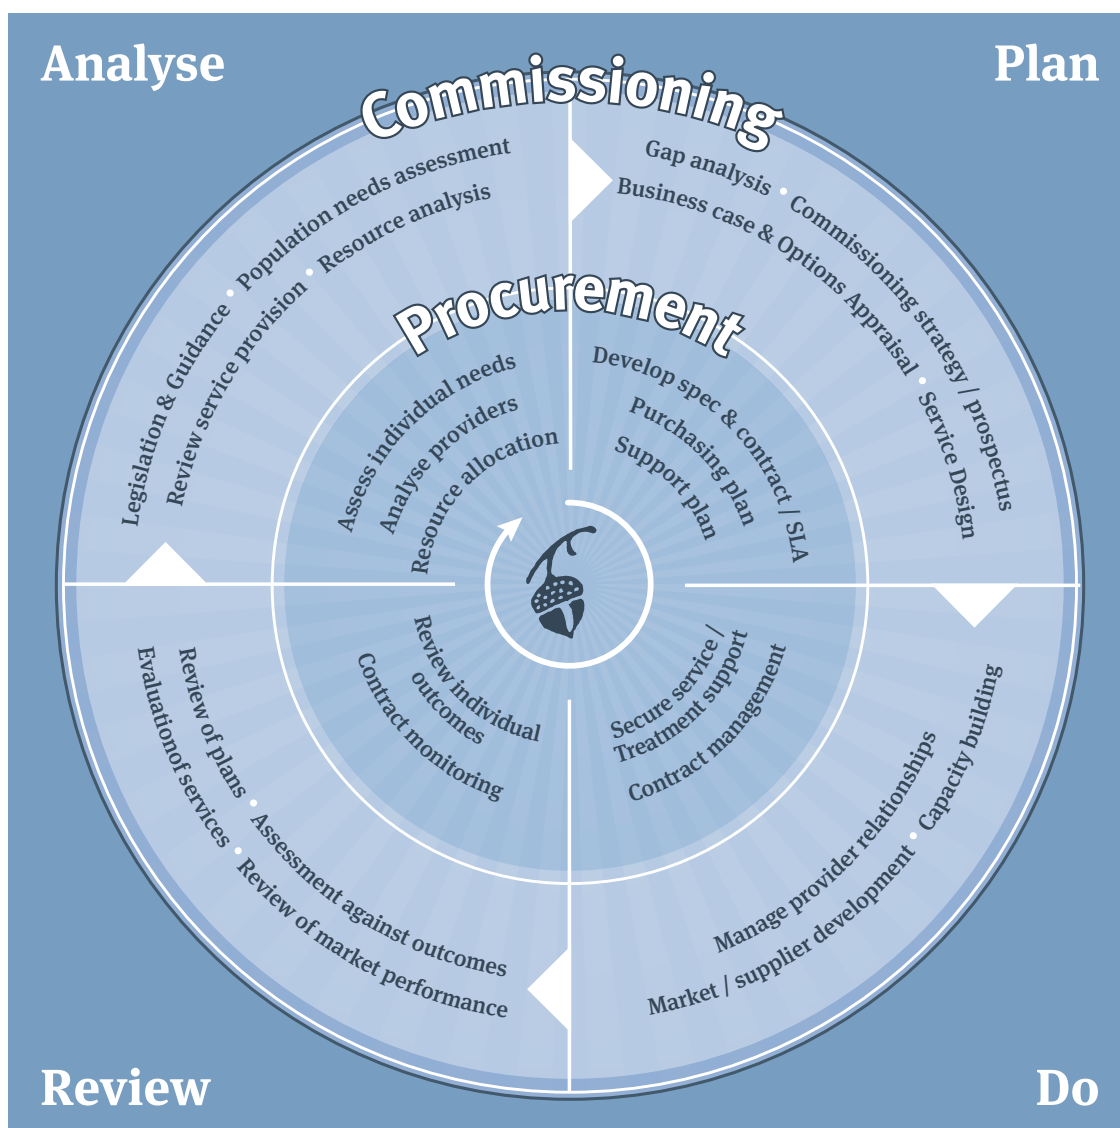 Analyse
Plan
Commissioning
Legislation & Guidance • Population needs assessment
Review service provision • Resource analysis
Gap analysis • Commissioning strategy / prospectus
Business case & Options Appraisal • Service Design
Procurement
Assess individual needs
Analyse providers
Resource allocation
Develop spec & contract / SLA
Purchasing plan
Support plan
Review individual
outcomes
Contract monitoring
Secure service /
Treatment support
Contract management
Review of plans • Assessment against outcomes
Evaluationof services • Review of market performance
Manage provider relationships
Market / supplier development • Capacity building
Review
Do